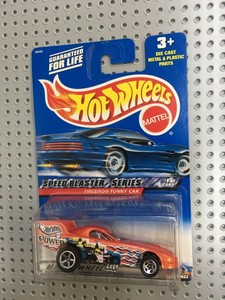 GUARANTEED
FOR LIFE
3+
DIE CAST
METAL & PLASTIC
PARTS
HOT WHEELS
MATTEL
SPEED BLASTER SERIES
FIREBIRD® FUNNY CAR